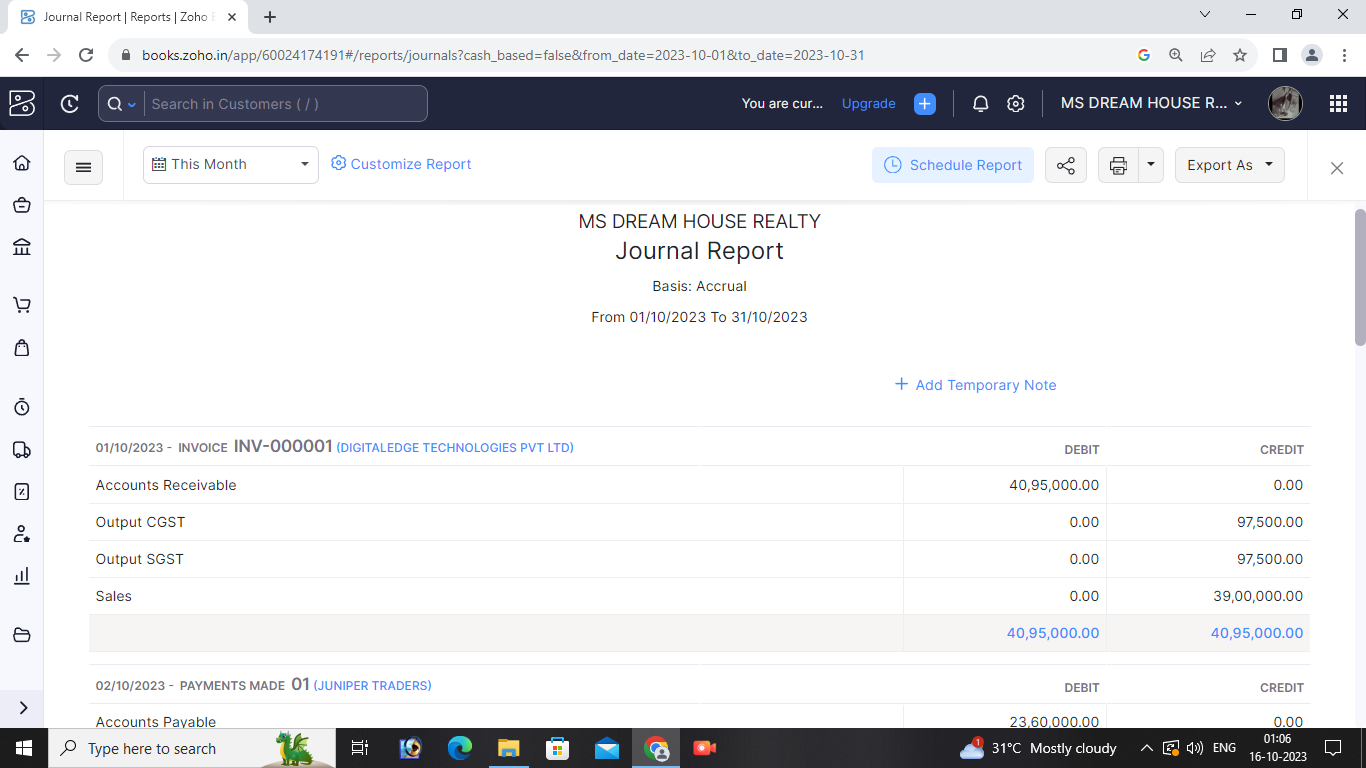 Journal Report | Reports | Zoho
books.zoho.in/app/60024174191#/reports/journals?cash_based=false&from_date=2023-10-01&to_date=2023-10-31
Search in Customers ( / )
You are cur... Upgrade
MS DREAM HOUSE R...
This Month
Customize Report
Schedule Report
Export As
MS DREAM HOUSE REALTY
Journal Report
Basis: Accrual
From 01/10/2023 To 31/10/2023
+ Add Temporary Note
01/10/2023 - INVOICE INV-000001 (DIGITALEDGE TECHNOLOGIES PVT LTD) DEBIT CREDIT
Accounts Receivable 40,95,000.00 0.00
Output CGST 0.00 97,500.00
Output SGST 0.00 97,500.00
Sales 0.00 39,00,000.00
40,95,000.00 40,95,000.00
02/10/2023 - PAYMENTS MADE 01 (JUNIPER TRADERS) DEBIT CREDIT
Accounts Payable 23,60,000.00 0.00
Type here to search
1
31°C Mostly cloudy
ENG
01:06
16-10-2023